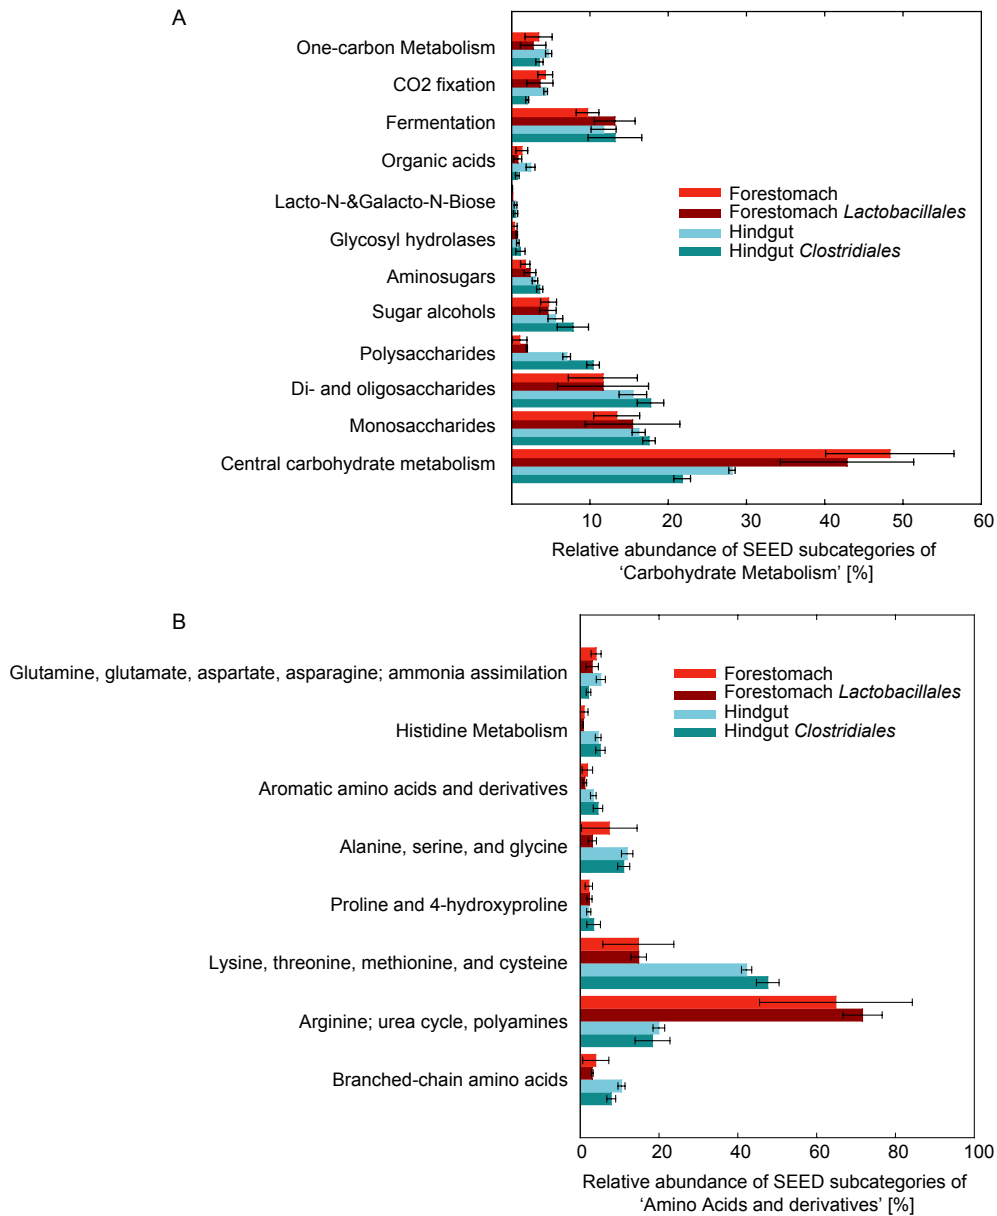 A
One-carbon Metabolism
CO2 fixation
Fermentation
Organic acids
Lacto-N-&Galacto-N-Biose
Glycosyl hydrolases
Aminosugars
Sugar alcohols
Polysaccharides
Di- and oligosaccharides
Monosaccharides
Central carbohydrate metabolism
Forestomach
Forestomach Lactobacillales
Hindgut
Hindgut Clostridiales
10 20 30 40 50 60
Relative abundance of SEED subcategories of
‘Carbohydrate Metabolism’ [%]
B
Glutamine, glutamate, aspartate, asparagine; ammonia assimilation
Histidine Metabolism
Aromatic amino acids and derivatives
Alanine, serine, and glycine
Proline and 4-hydroxyproline
Lysine, threonine, methionine, and cysteine
Arginine; urea cycle, polyamines
Branched-chain amino acids
Forestomach
Forestomach Lactobacillales
Hindgut
Hindgut Clostridiales
0 20 40 60 80 100
Relative abundance of SEED subcategories of
‘Amino Acids and derivatives’ [%]